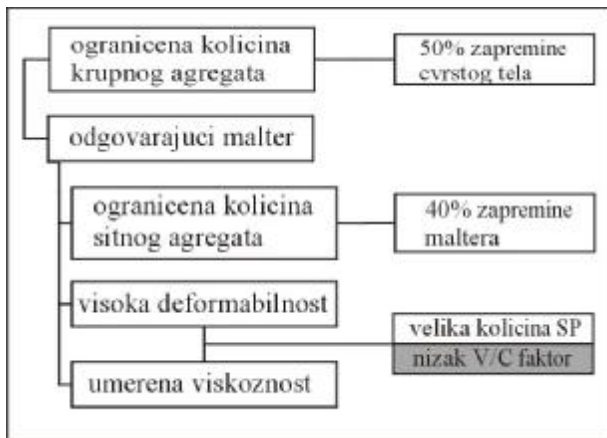 ogranicena kolicina
krupnog agregata
50% zapremine
cvrstog tela
odgovarajuci malter
ogranicena kolicina
sitnog agregata
40% zapremine
maltera
visoka deformabilnost
velika kolicina SP
nizak V/C faktor
umerena viskoznost